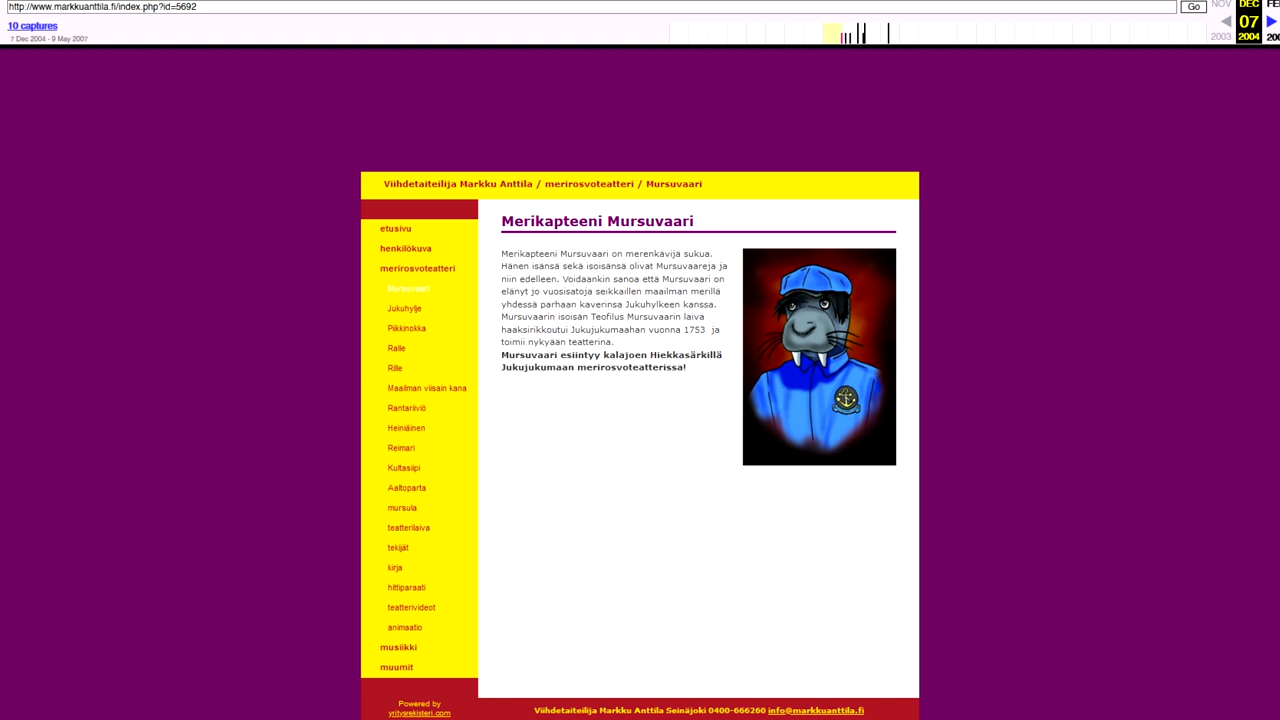 http://www.markkuanttila.fi/index.php?id=5692
Go
NOV
DEC
10 captures
07
7 Dec 2004 - 9 May 2007
2003
2004
Viihdetaiteilija Markku Anttila / merirosvoteatteri / Mursuvaari
etusivu
henkilökuva
merirosvoteatteri
Mursuvaari
Jukuhylje
Piikkinokka
Ralle
Rille
Maailman viisain kana
Rantariiviö
Heiniäinen
Reimari
Kultasiipi
Aaltoparta
mursula
teatterilaiva
tekijät
kirja
hittiparaati
teatterivideot
animaatio
musiikki
muumit
Powered by
yritysrekisteri.com
Merikapteeni Mursuvaari
Merikapteeni Mursuvaari on merenkävijä sukua.
Hänen isänsä sekä isoisänsä olivat Mursuvaareja ja
niin edelleen. Voidaankin sanoa että Mursuvaari on
elänyt jo vuosisatoja seikkaillen maailman merillä
yhdessä parhaan kaverinsa Jukuhylkeen kanssa.
Mursuvaarin isoisän Teofilus Mursuvaarin laiva
haaksirikkoutui Jukujukumaahan vuonna 1753 ja
toimii nykyään teatterina.
Mursuvaari esiintyy kalajoen Hiekkasärkillä
Jukujukumaan merirosvoteatterissa!
Viihdetaiteilija Markku Anttila Seinäjoki 0400-666260 info@markkuanttila.fi